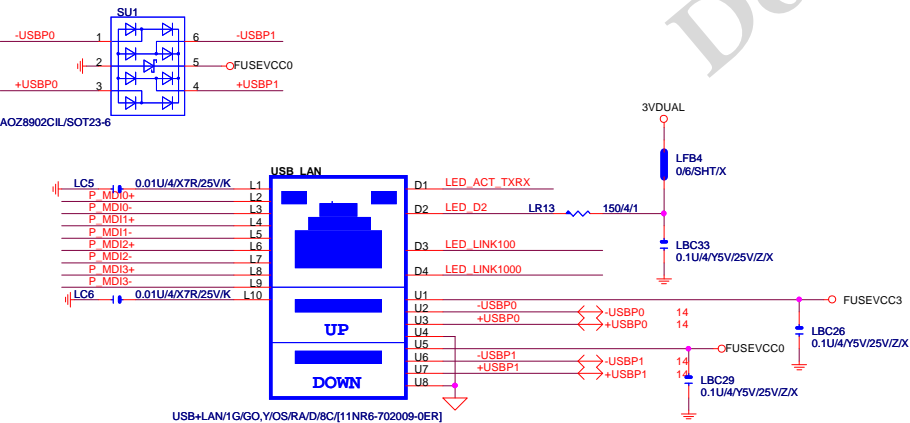 SU1
-USBP0 1 6 -USBP1
2 5 FUSEVCC0
+USBP0 3 4 +USBP1
AOZ8902CIL/SOT23-6
3VDUAL
LFB4
0/6/SHT/X
USB_LAN
LC5 0.01U/4/X7R/25V/K L1 D1 LED_ACT_TXRX
P_MDI0+ L2
P_MDI0- L3 D2 LED_D2 LR13 150/4/1
P_MDI1+ L4
P_MDI1- L5
P_MDI2+ L6 D3 LED_LINK100
P_MDI2- L7
P_MDI3+ L8 D4 LED_LINK1000
P_MDI3- L9
LC6 0.01U/4/X7R/25V/K L10
LBC33
0.1U/4/Y5V/25V/Z/X
U1 FUSEVCC3
U2 -USBP0 -USBP0 14
U3 +USBP0 +USBP0 14
UP U4
LBC26
0.1U/4/Y5V/25V/Z/X
U5 FUSEVCC0
U6 -USBP1 -USBP1 14
U7 +USBP1 +USBP1 14
DOWN U8
LBC29
0.1U/4/Y5V/25V/Z/X
USB+LAN/1G/GO,Y/OS/RA/D/8C/[11NR6-702009-0ER]